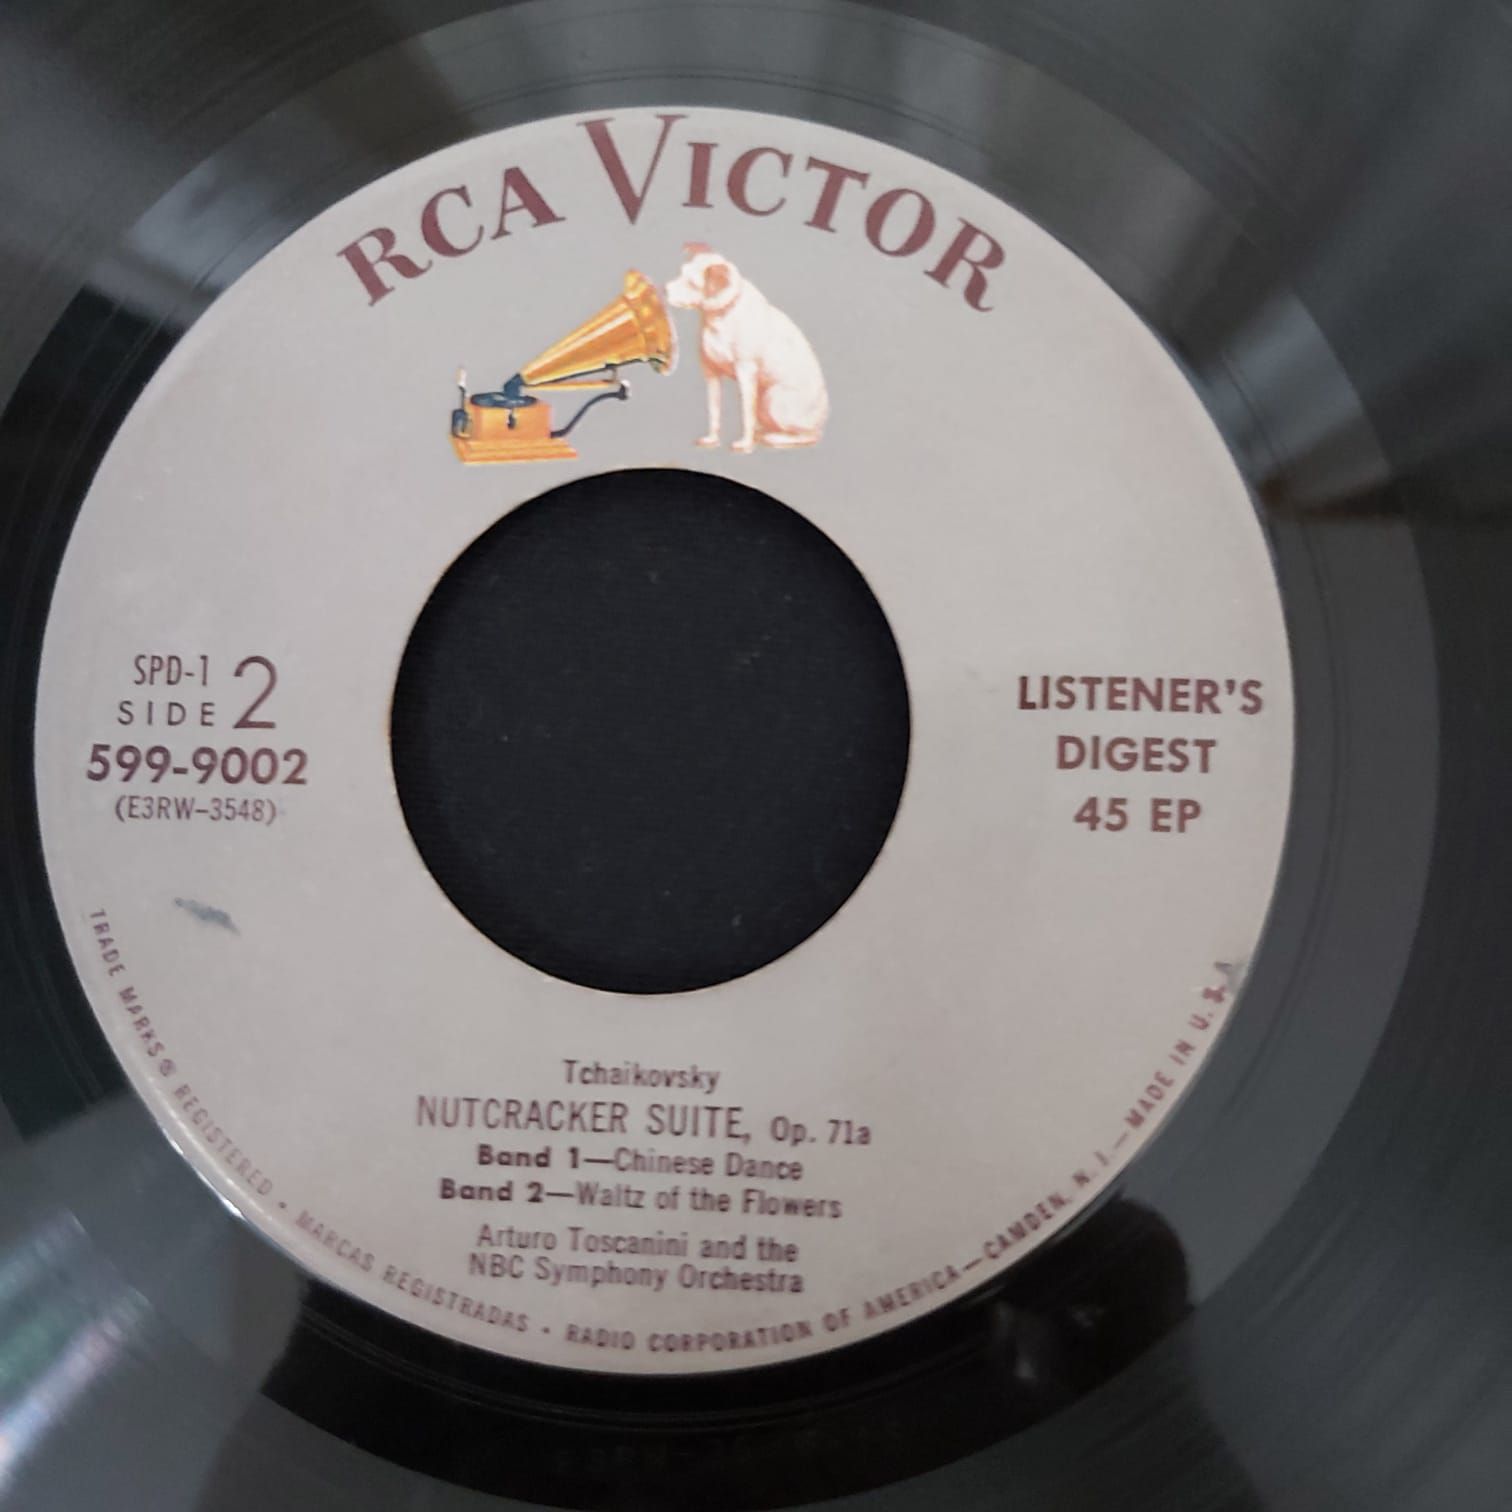 RCA VICTOR
SPD-1
SIDE 2
599-9002
(E3RW-3548)
LISTENER'S
DIGEST
45 EP
Tchaikovsky
NUTCRACKER SUITE, Op. 71a
Band 1—Chinese Dance
Band 2—Waltz of the Flowers
Arturo Toscanini and the
NBC Symphony Orchestra
TRADE MARKS ® REGISTERED • MARCAS REGISTRADAS • RADIO CORPORATION OF AMERICA—CAMDEN, N. J.—MADE IN U. S. A.